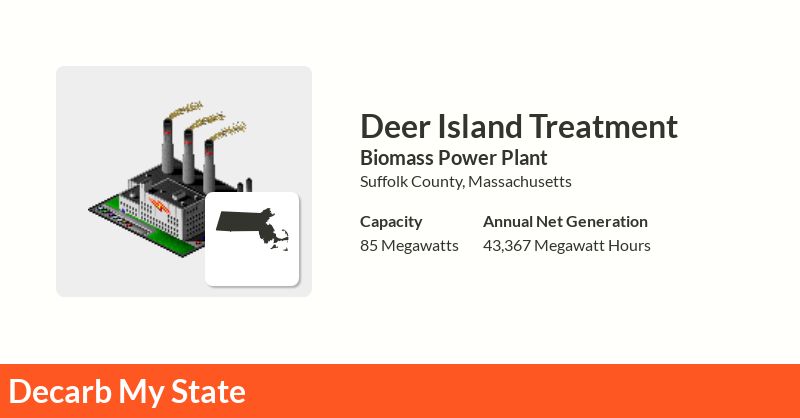 Deer Island Treatment
Biomass Power Plant
Suffolk County, Massachusetts
Capacity
85 Megawatts
Annual Net Generation
43,367 Megawatt Hours
Decarb My State